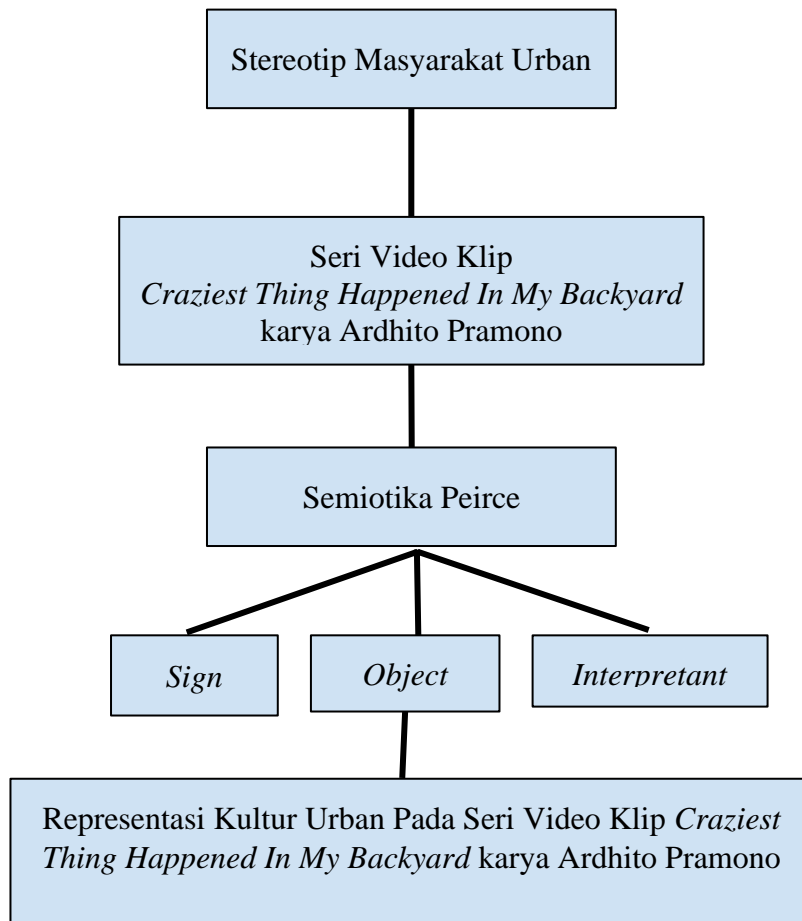 Stereotip Masyarakat Urban
Seri Video Klip
Craziest Thing Happened In My Backyard
karya Ardhito Pramono
Semiotika Peirce
Sign
Object
Interpretant
Representasi Kultur Urban Pada Seri Video Klip Craziest
Thing Happened In My Backyard karya Ardhito Pramono